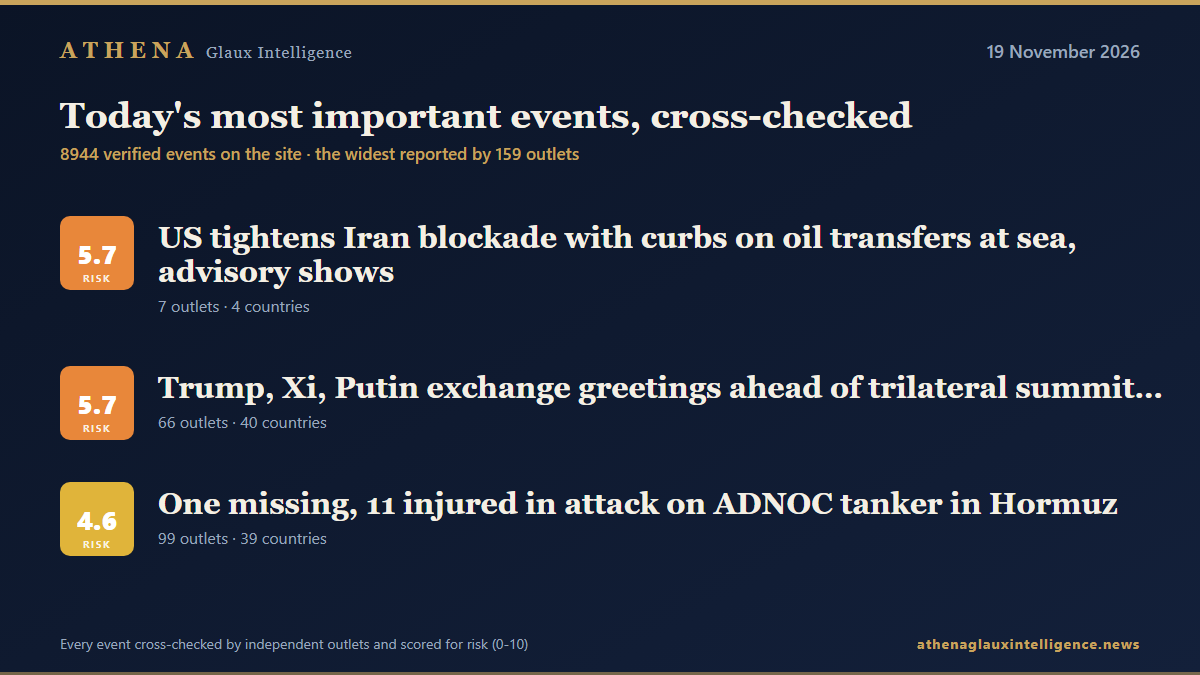 ATHENA Glaux Intelligence
19 November 2026
Today's most important events, cross-checked
8944 verified events on the site · the widest reported by 159 outlets
5.7
RISK
US tightens Iran blockade with curbs on oil transfers at sea,
advisory shows
7 outlets · 4 countries
5.7
RISK
Trump, Xi, Putin exchange greetings ahead of trilateral summit...
66 outlets · 40 countries
4.6
RISK
One missing, 11 injured in attack on ADNOC tanker in Hormuz
99 outlets · 39 countries
Every event cross-checked by independent outlets and scored for risk (0-10)
athenaglauxintelligence.news